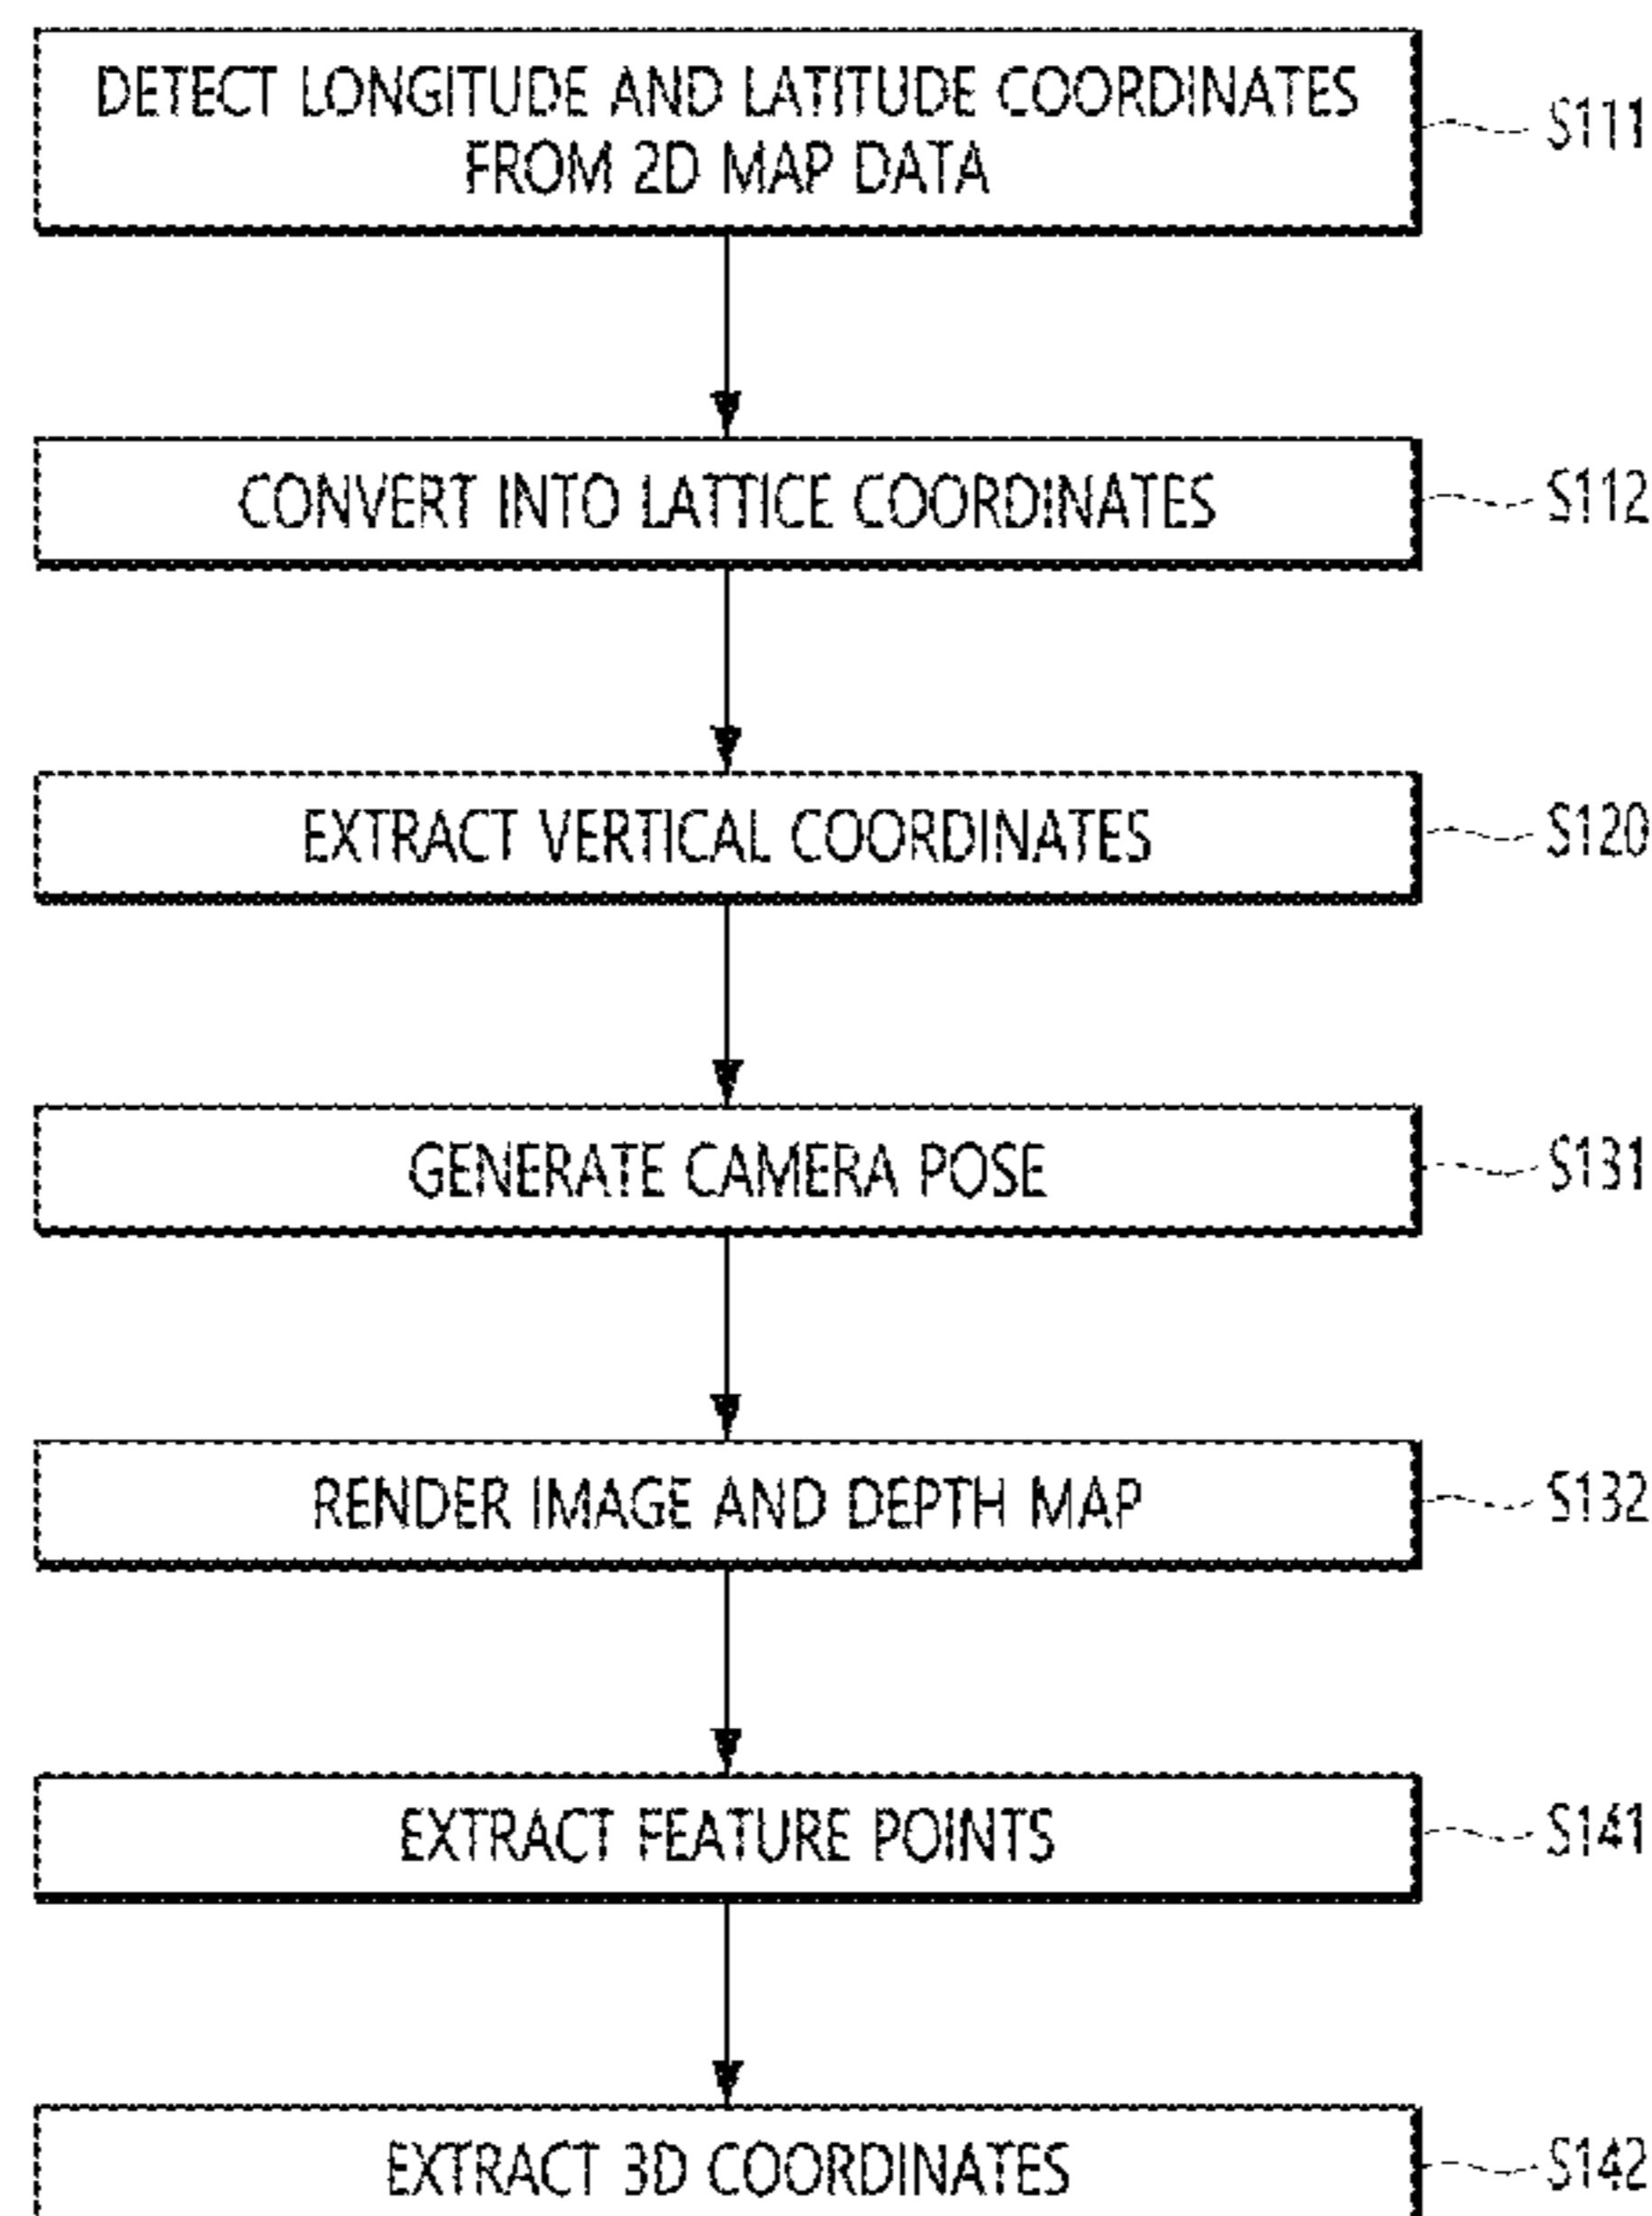 DETECT LONGITUDE AND LATITUDE COORDINATES
FROM 2D MAP DATA
S111
CONVERT INTO LATTICE COORDINATES
S112
EXTRACT VERTICAL COORDINATES
S120
GENERATE CAMERA POSE
S131
RENDER IMAGE AND DEPTH MAP
S132
EXTRACT FEATURE POINTS
S141
EXTRACT 3D COORDINATES
S142